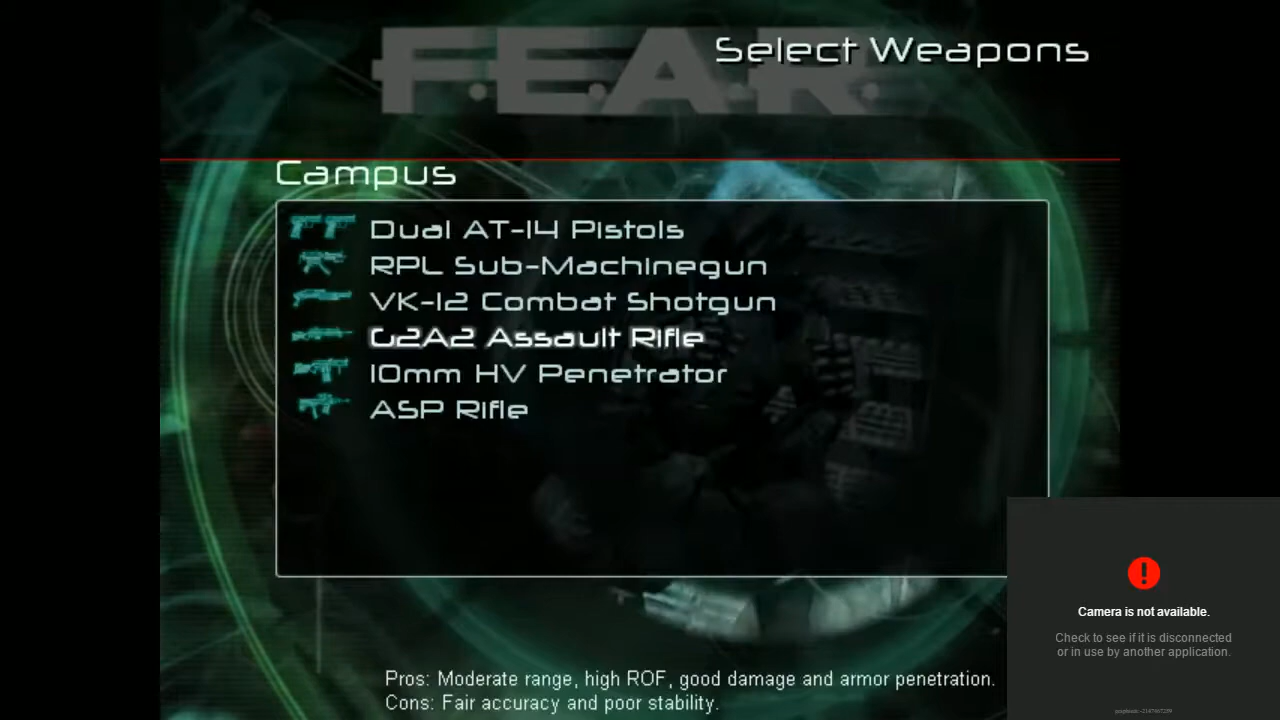 F.E.A.R.
Select Weapons
Campus
Dual AT-14 Pistols
RPL Sub-Machinegun
VK-12 Combat Shotgun
G2A2 Assault Rifle
10mm HV Penetrator
ASP Rifle
Camera is not available.
Check to see if it is disconnected
or in use by another application.
Pros: Moderate range, high ROF, good damage and armor penetration.
Cons: Fair accuracy and poor stability.